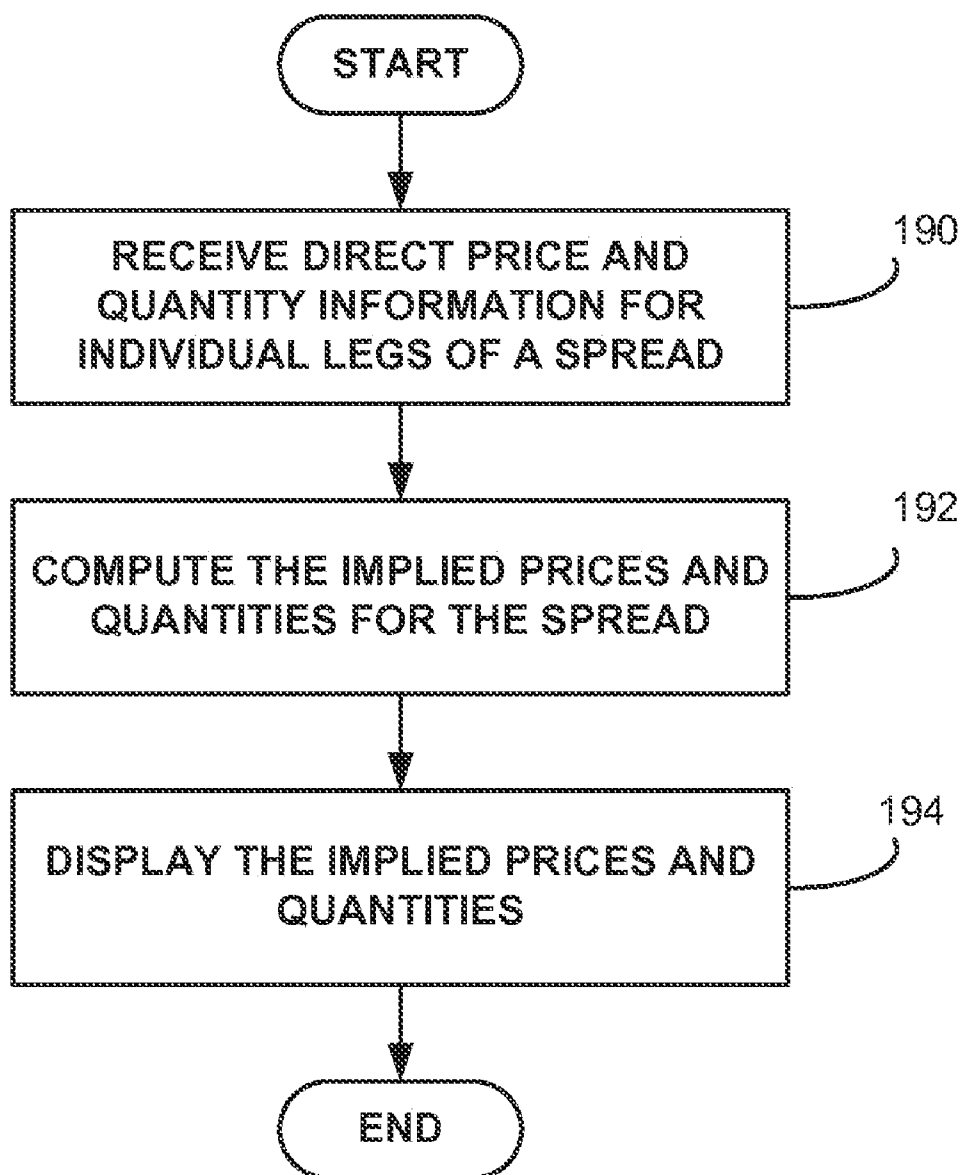 START
RECEIVE DIRECT PRICE AND
QUANTITY INFORMATION FOR
INDIVIDUAL LEGS OF A SPREAD
190
COMPUTE THE IMPLIED PRICES AND
QUANTITIES FOR THE SPREAD
192
DISPLAY THE IMPLIED PRICES AND
QUANTITIES
194
END